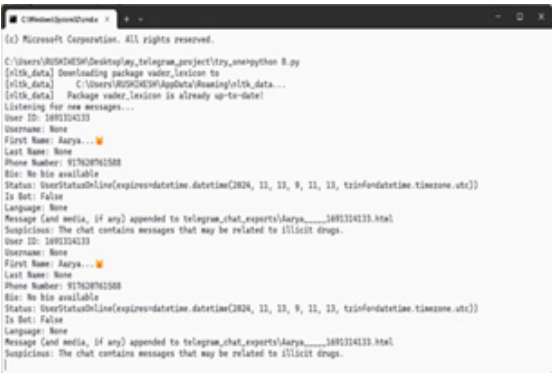 C:\Windows\System32\cmd.e
(c) Microsoft Corporation. All rights reserved.
C:\Users\RUSHIKESH\Desktop\my_telegram_project\try_one>python 8.py
[nltk_data] Downloading package vader_lexicon to
[nltk_data]     C:\Users\RUSHIKESH\AppData\Roaming\nltk_data...
[nltk_data]   Package vader_lexicon is already up-to-date!
Listening for new messages...
User ID: 1691314133
Username: None
First Name: Aarya...
Last Name: None
Phone Number: 917620761588
Bio: No bio available
Status: UserStatusOnline(expires=datetime.datetime(2024, 11, 13, 9, 11, 13, tzinfo=datetime.timezone.utc))
Is Bot: False
Language: None
Message (and media, if any) appended to telegram_chat_exports\Aarya_____1691314133.html
Suspicious: The chat contains messages that may be related to illicit drugs.
User ID: 1691314133
Username: None
First Name: Aarya...
Last Name: None
Phone Number: 917620761588
Bio: No bio available
Status: UserStatusOnline(expires=datetime.datetime(2024, 11, 13, 9, 11, 13, tzinfo=datetime.timezone.utc))
Is Bot: False
Language: None
Message (and media, if any) appended to telegram_chat_exports\Aarya_____1691314133.html
Suspicious: The chat contains messages that may be related to illicit drugs.